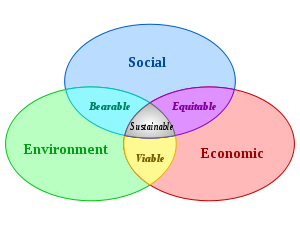 Social
Bearable
Equitable
Sustainable
Environment
Economic
Viable